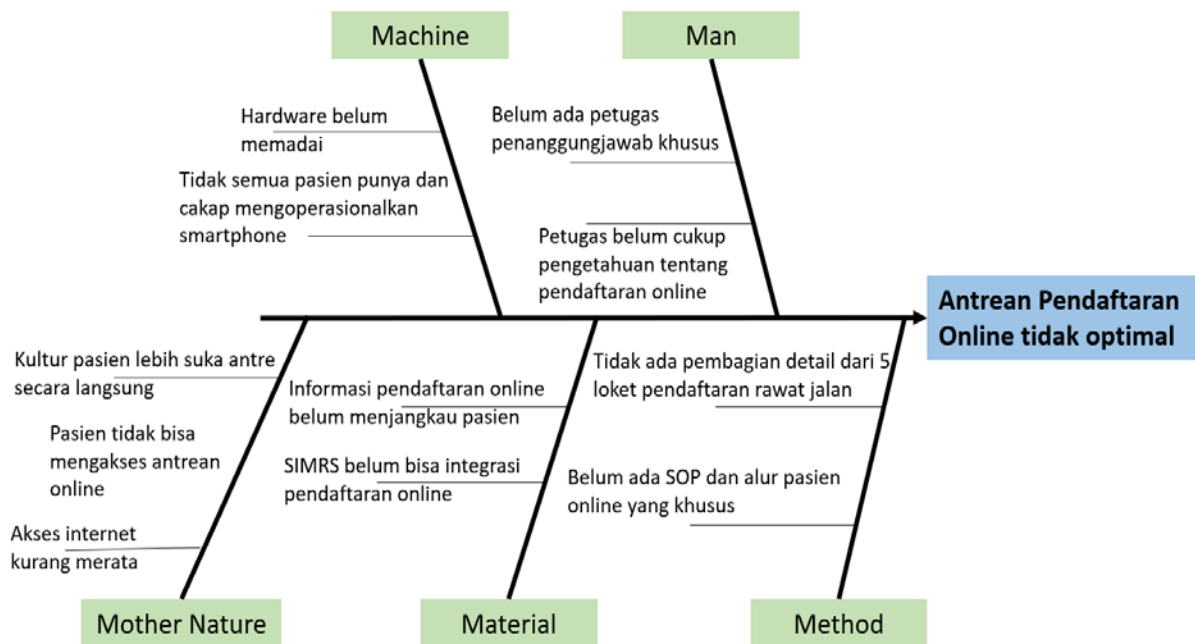 Machine
Man
Hardware belum
memadai
Tidak semua pasien punya dan
cakap mengoperasionalkan
smartphone
Belum ada petugas
penanggungjawab khusus
Petugas belum cukup
pengetahuan tentang
pendaftaran online
Antrean Pendaftaran
Online tidak optimal
Kultur pasien lebih suka antre
secara langsung
Pasien tidak bisa
mengakses antrean
online
Akses internet
kurang merata
Informasi pendaftaran online
belum menjangkau pasien
SIMRS belum bisa integrasi
pendaftaran online
Tidak ada pembagian detail dari 5
loket pendaftaran rawat jalan
Belum ada SOP dan alur pasien
online yang khusus
Mother Nature
Material
Method